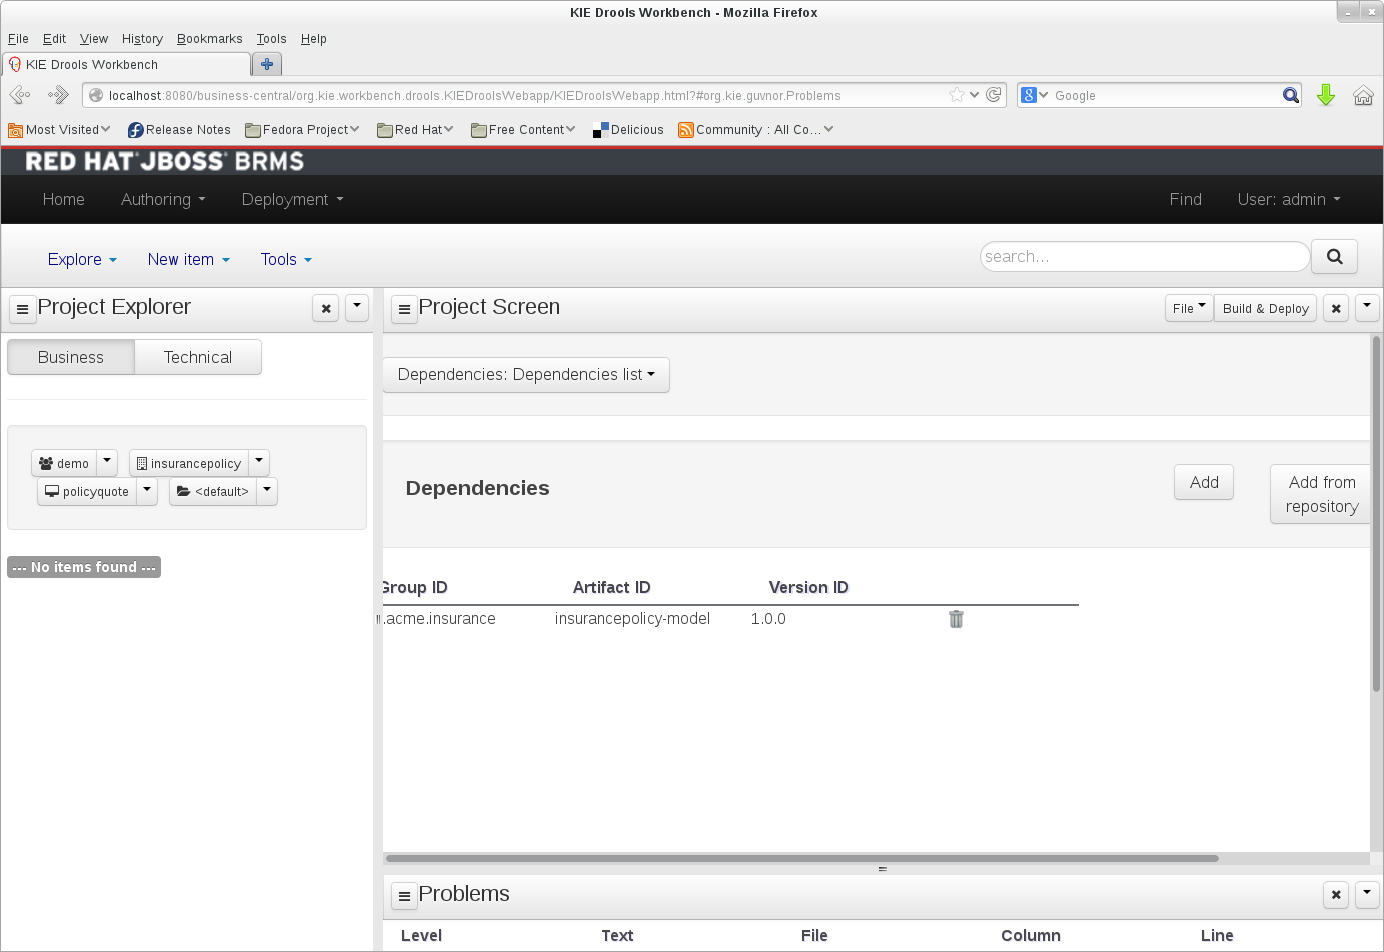 KIE Drools Workbench - Mozilla Firefox
File Edit View History Bookmarks Tools Help
KIE Drools Workbench
localhost:8080/business-central/org.kie.workbench.drools.KIEDroolsWebapp/KIEDroolsWebapp.html?#org.kie.guvnor.Problems
Google
Most Visited Release Notes Fedora Project Red Hat Free Content Delicious Community : All Co...
RED HAT JBOSS BRMS
Home Authoring Deployment Find User: admin
Explore New item Tools search...
Project Explorer
Project Screen File Build & Deploy
Business Technical
Dependencies: Dependencies list
demo insurancepolicy
policyquote <default>
Dependencies Add Add from
repository
--- No items found ---
Group ID Artifact ID Version ID
.acme.insurance insurancepolicy-model 1.0.0
Problems
Level Text File Column Line